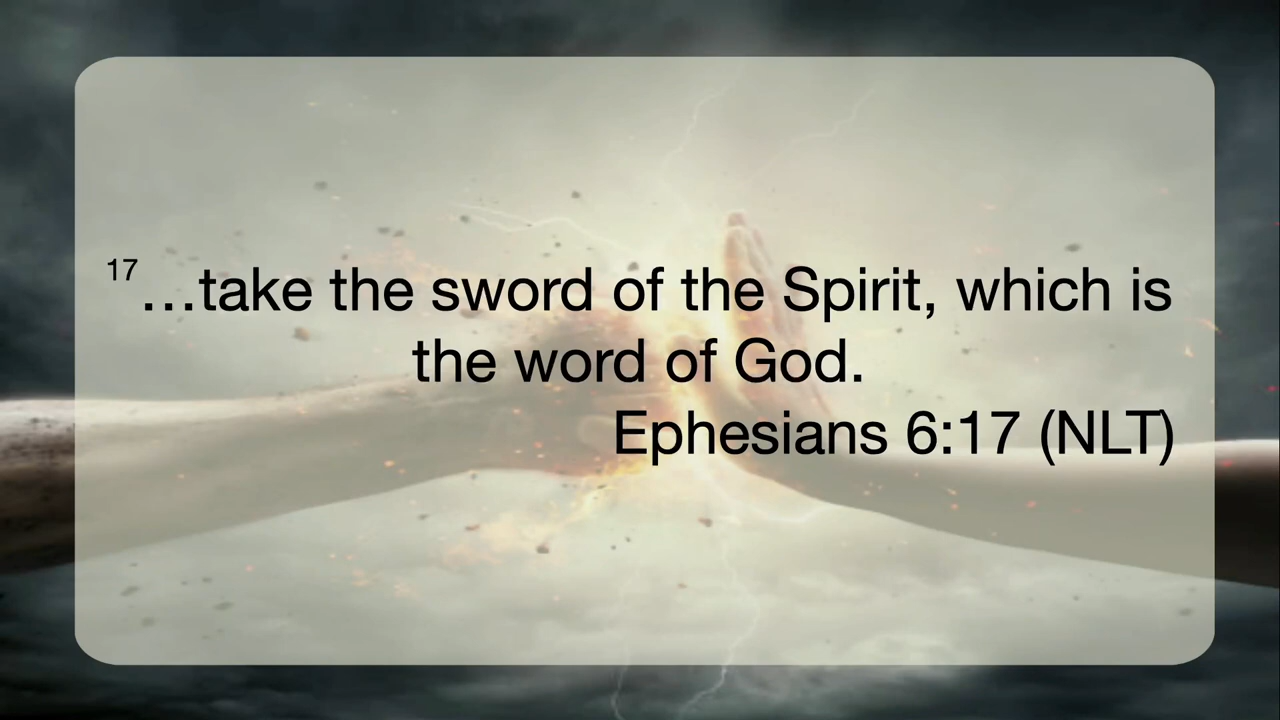 17…take the sword of the Spirit, which is
the word of God.
Ephesians 6:17 (NLT)